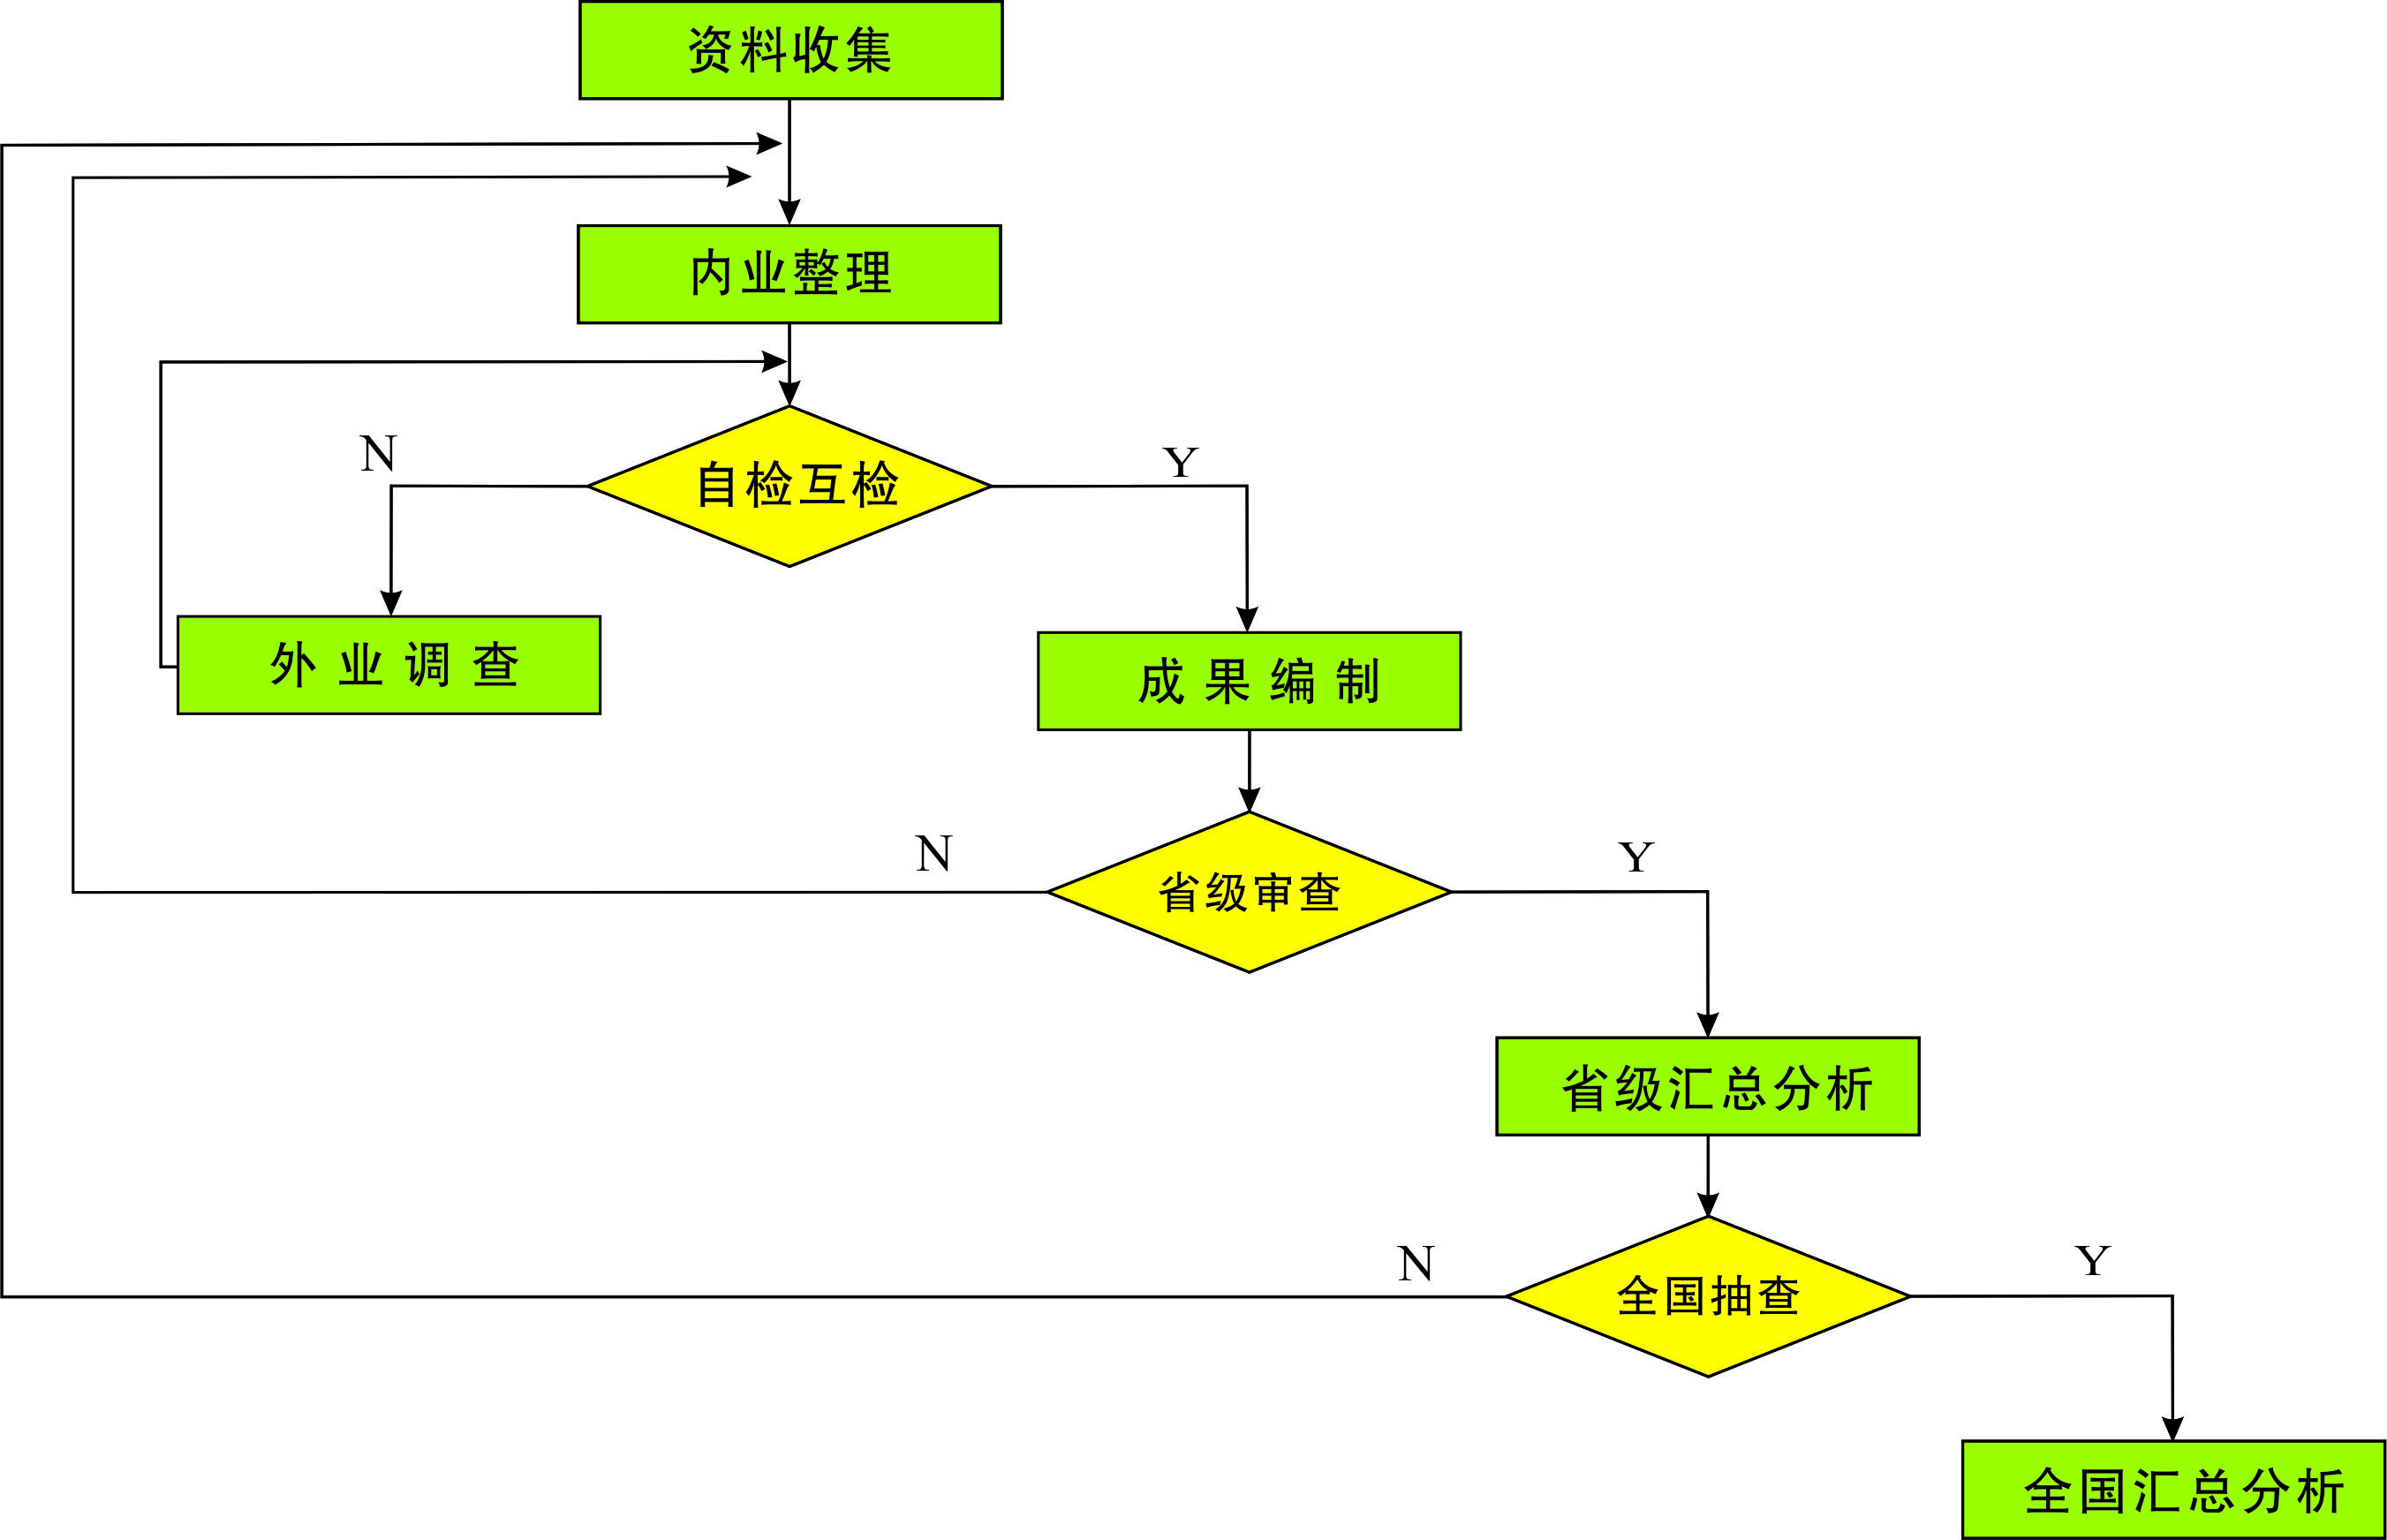 资料收集
内业整理
自检互检
N
Y
外业调查
成果编制
N
Y
省级审查
省级汇总分析
N
Y
全国抽查
全国汇总分析